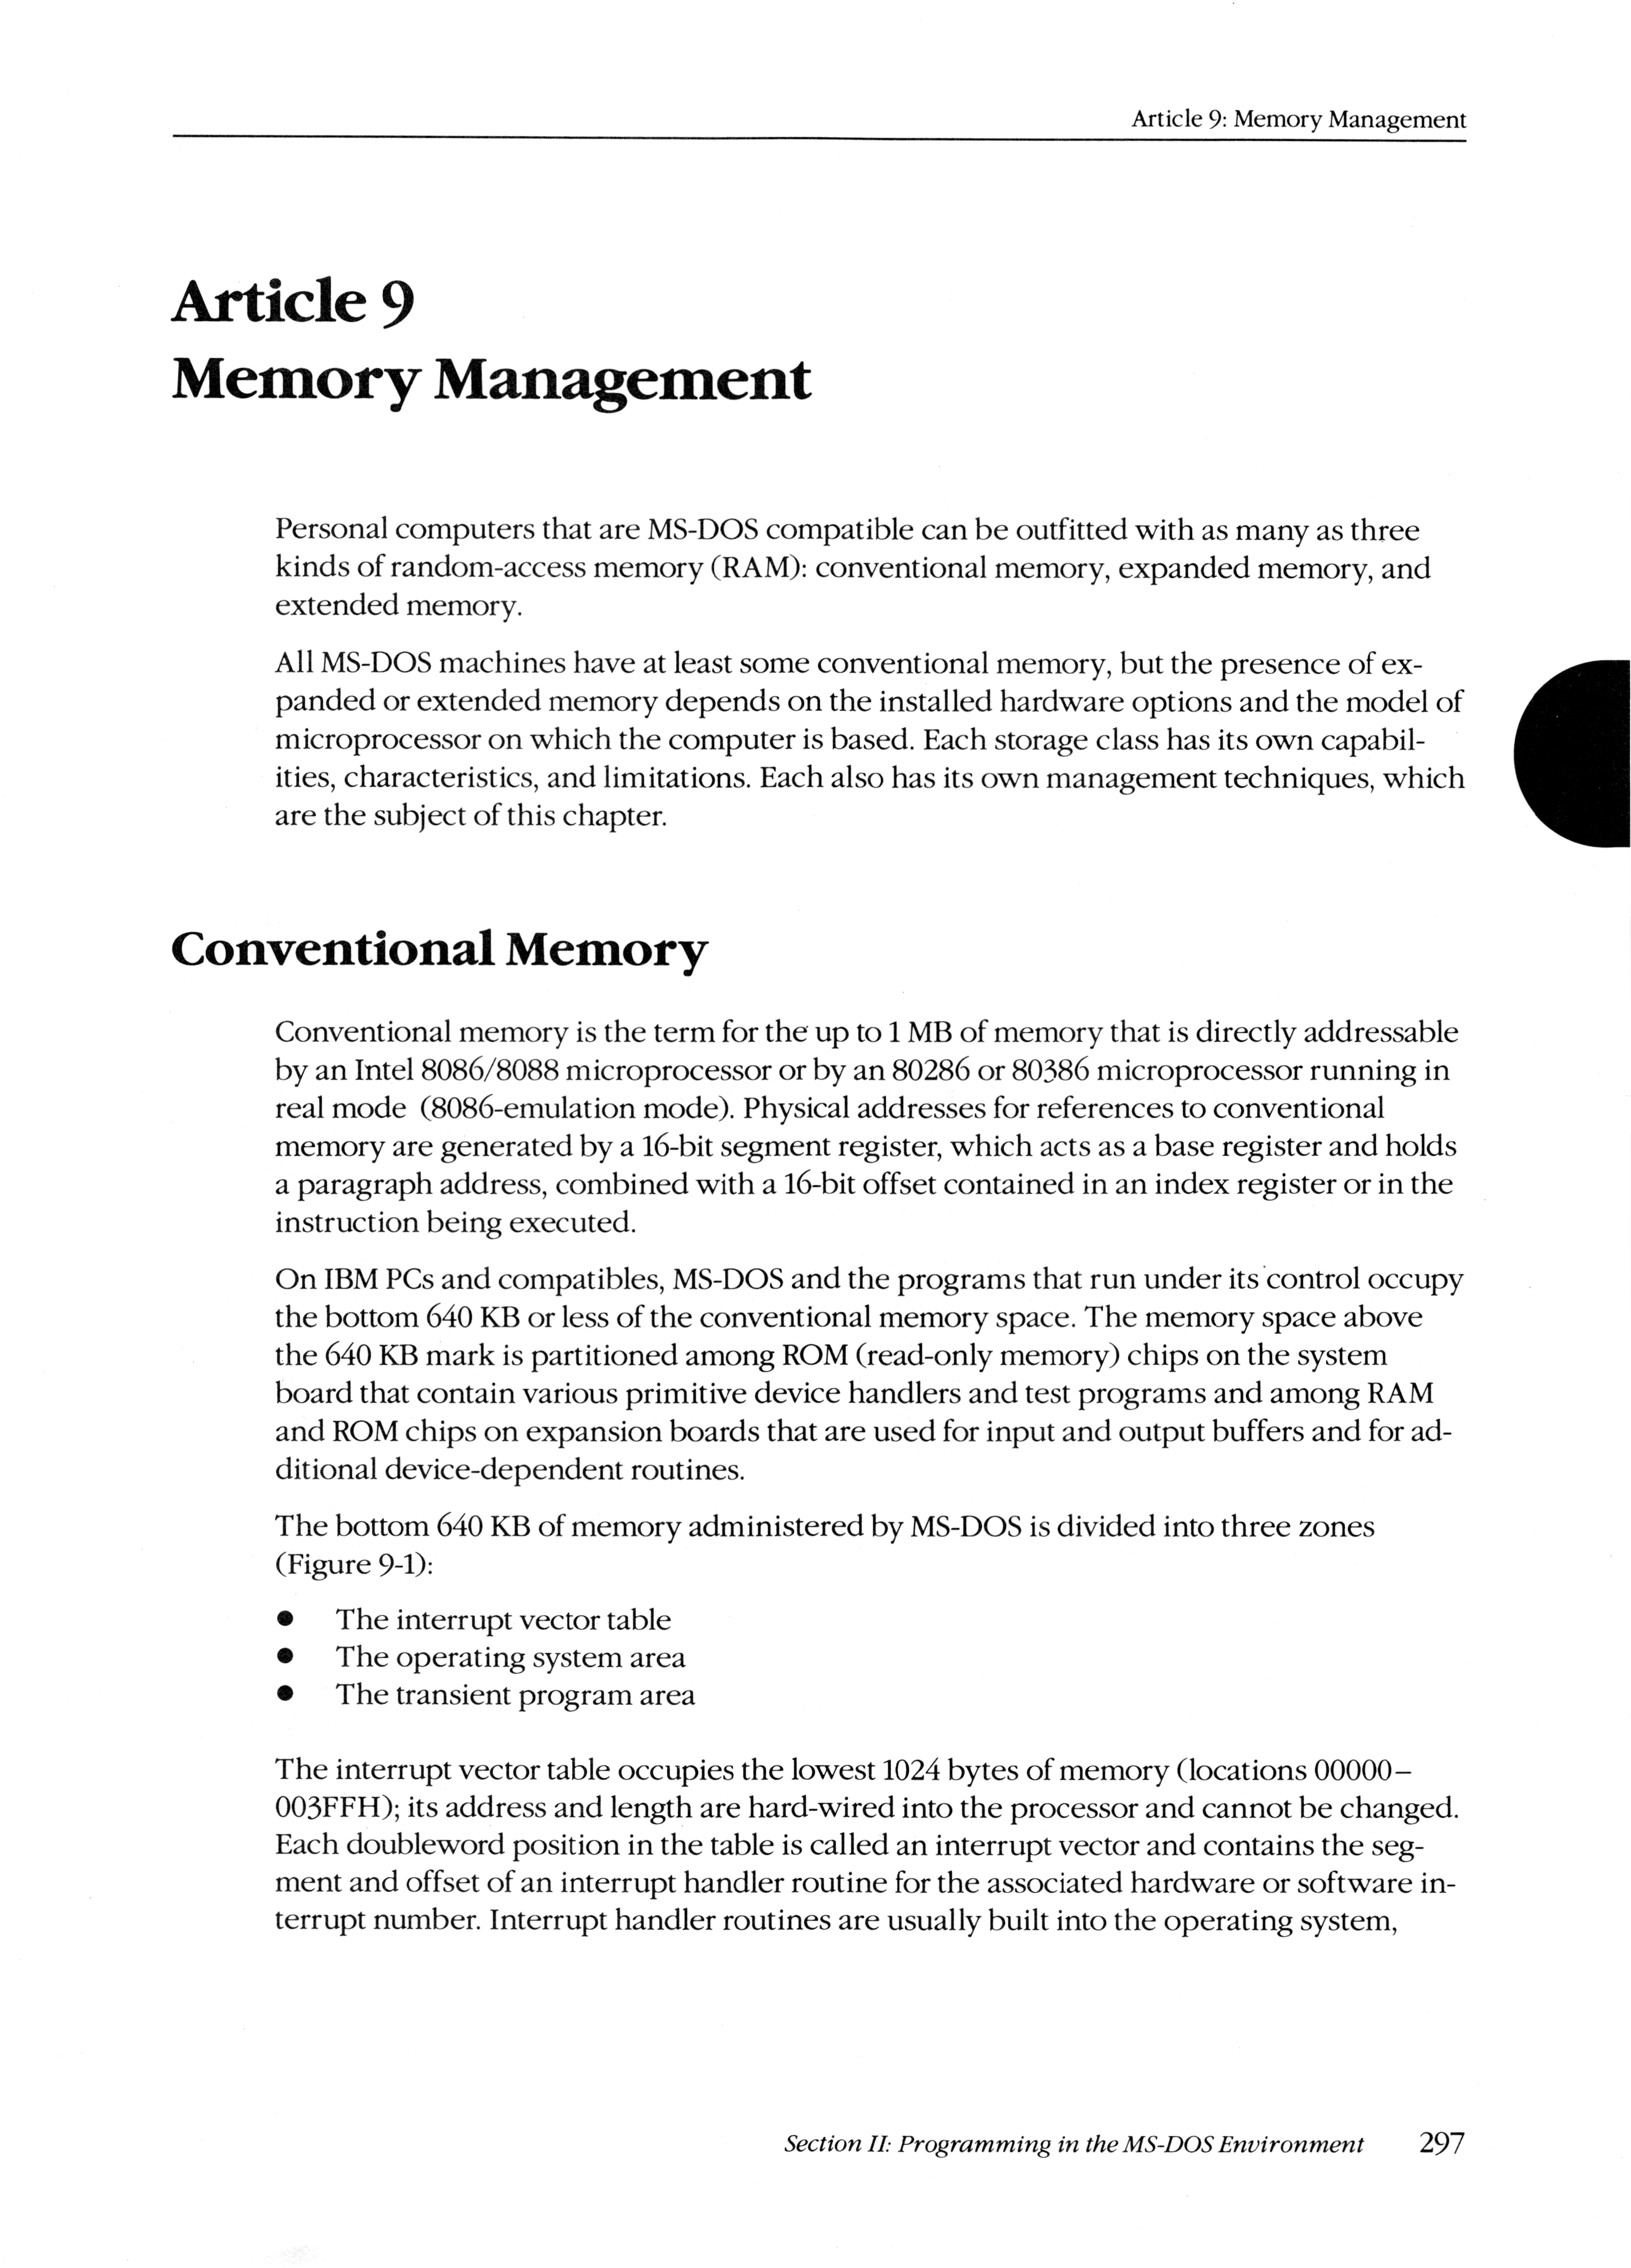 Article 9: Memory Management
Article 9
Memory Management
Personal computers that are MS-DOS compatible can be outfitted with as many as three
kinds of random-access memory (RAM): conventional memory, expanded memory, and
extended memory.
All MS-DOS machines have at least some conventional memory, but the presence of ex-
panded or extended memory depends on the installed hardware options and the model of
microprocessor on which the computer is based. Each storage class has its own capabil-
ities, characteristics, and limitations. Each also has its own management techniques, which
are the subject of this chapter.
Conventional Memory
Conventional memory is the term for the up to 1 MB of memory that is directly addressable
by an Intel 8086/8088 microprocessor or by an 80286 or 80386 microprocessor running in
real mode (8086-emulation mode). Physical addresses for references to conventional
memory are generated by a 16-bit segment register, which acts as a base register and holds
a paragraph address, combined with a 16-bit offset contained in an index register or in the
instruction being executed.
On IBM PCs and compatibles, MS-DOS and the programs that run under its control occupy
the bottom 640 KB or less of the conventional memory space. The memory space above
the 640 KB mark is partitioned among ROM (read-only memory) chips on the system
board that contain various primitive device handlers and test programs and among RAM
and ROM chips on expansion boards that are used for input and output buffers and for ad-
ditional device-dependent routines.
The bottom 640 KB of memory administered by MS-DOS is divided into three zones
(Figure 9-1):
● The interrupt vector table
● The operating system area
● The transient program area
The interrupt vector table occupies the lowest 1024 bytes of memory (locations 00000–
003FFH); its address and length are hard-wired into the processor and cannot be changed.
Each doubleword position in the table is called an interrupt vector and contains the seg-
ment and offset of an interrupt handler routine for the associated hardware or software in-
terrupt number. Interrupt handler routines are usually built into the operating system,
Section II: Programming in the MS-DOS Environment 297